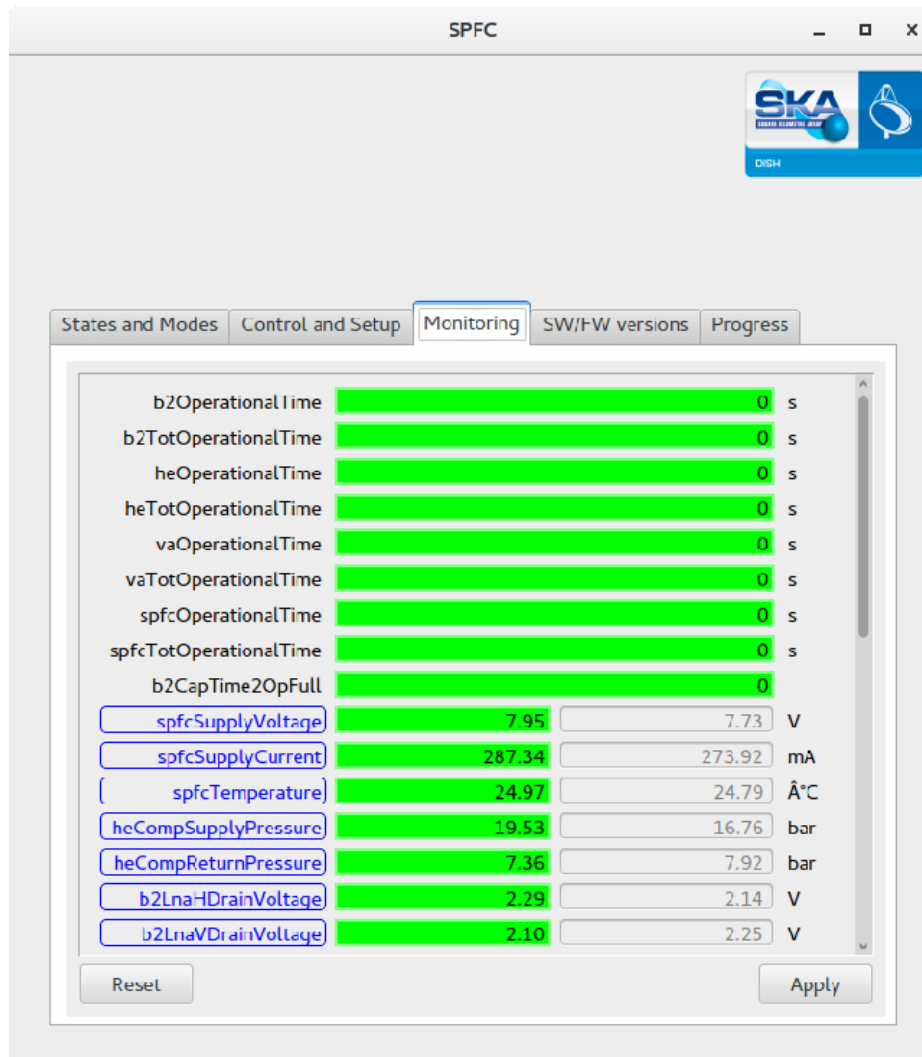 SPFC
SKA
SQUARE KILOMETRE ARRAY
DISH
States and Modes Control and Setup Monitoring SW/FW versions Progress
b2OperationalTime 0 s
b2TotOperationalTime 0 s
heOperationalTime 0 s
heTotOperationalTime 0 s
vaOperationalTime 0 s
vaTotOperationalTime 0 s
spfcOperationalTime 0 s
spfcTotOperationalTime 0 s
b2CapTime2OpFull 0
spfcSupplyVoltage 7.95 7.73 V
spfcSupplyCurrent 287.34 273.92 mA
spfcTemperature 24.97 24.79 Â°C
heCompSupplyPressure 19.53 16.76 bar
heCompReturnPressure 7.36 7.92 bar
b2LnaHDrainVoltage 2.29 2.14 V
b2LnaVDrainVoltage 2.10 2.25 V
Reset Apply